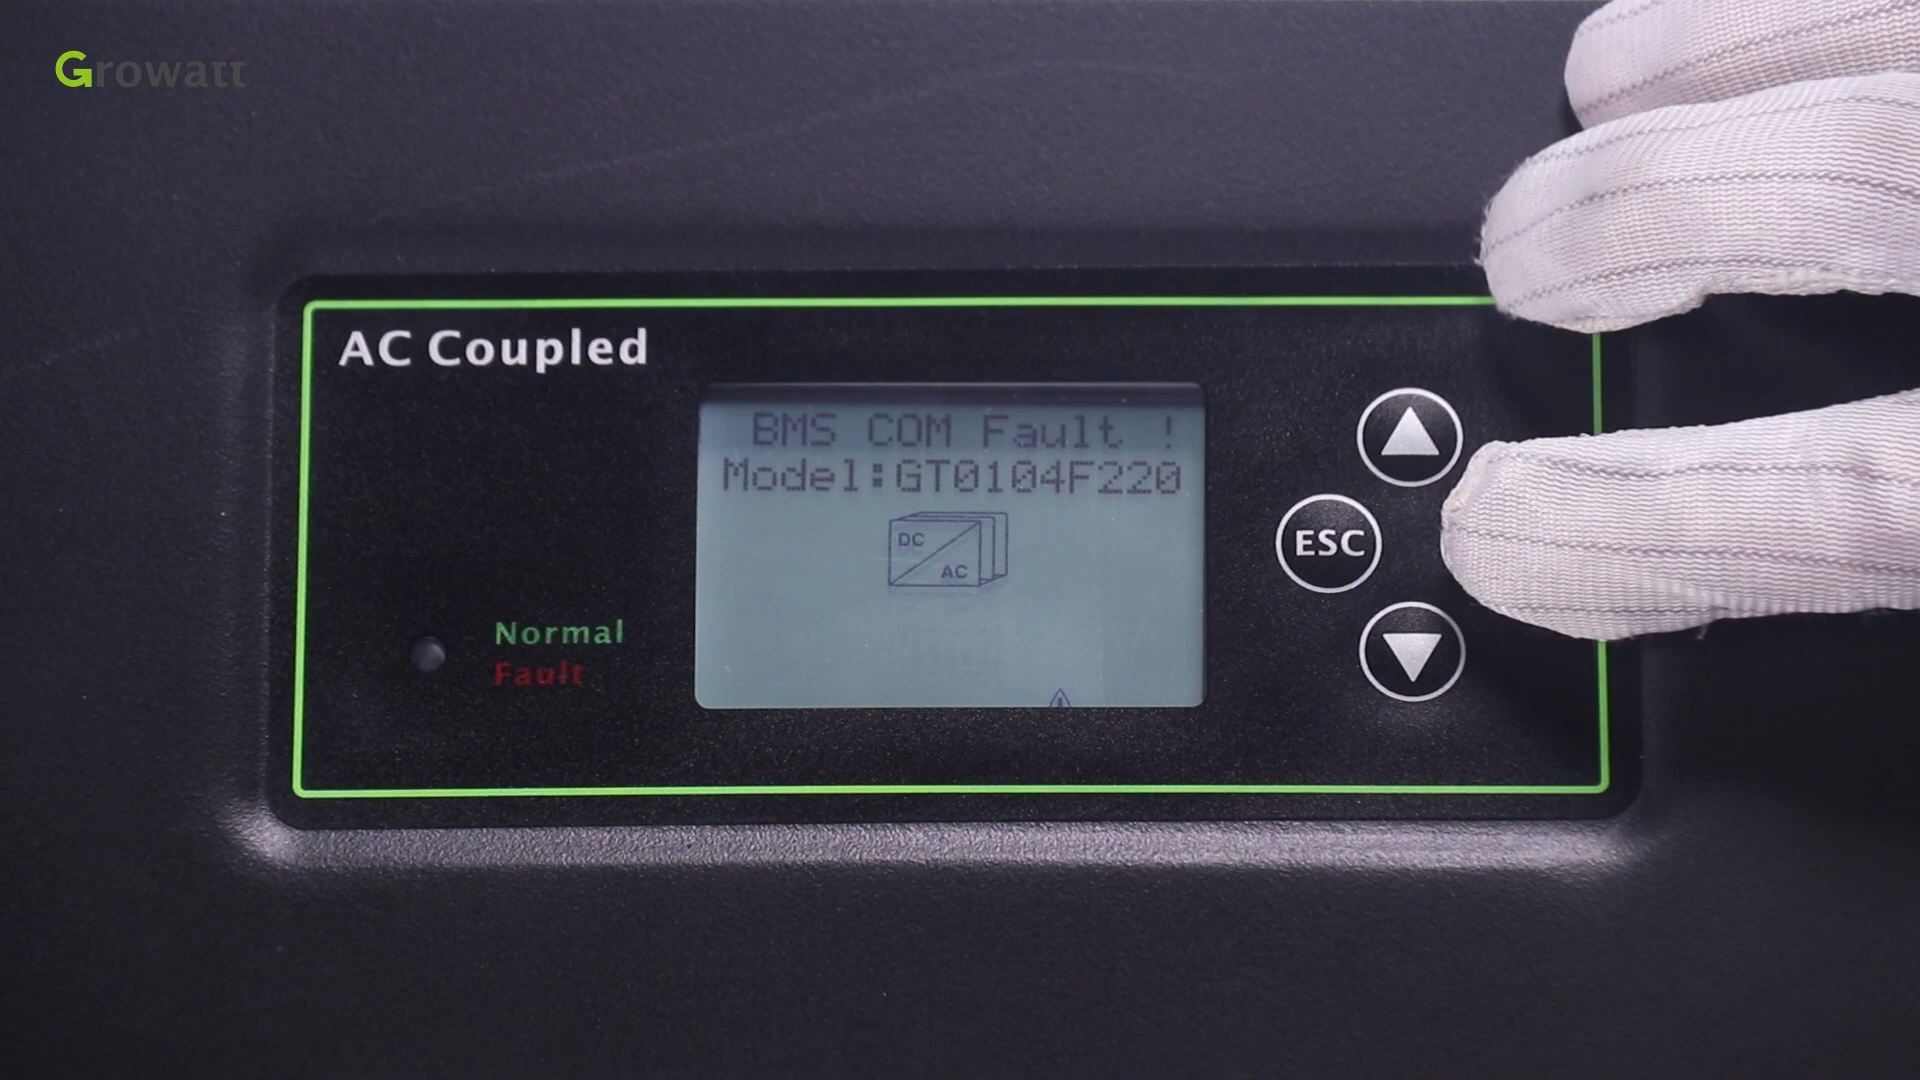 Growatt
AC Coupled
BMS COM Fault !
Model:GT0104F220
DC
AC
ESC
Normal
Fault